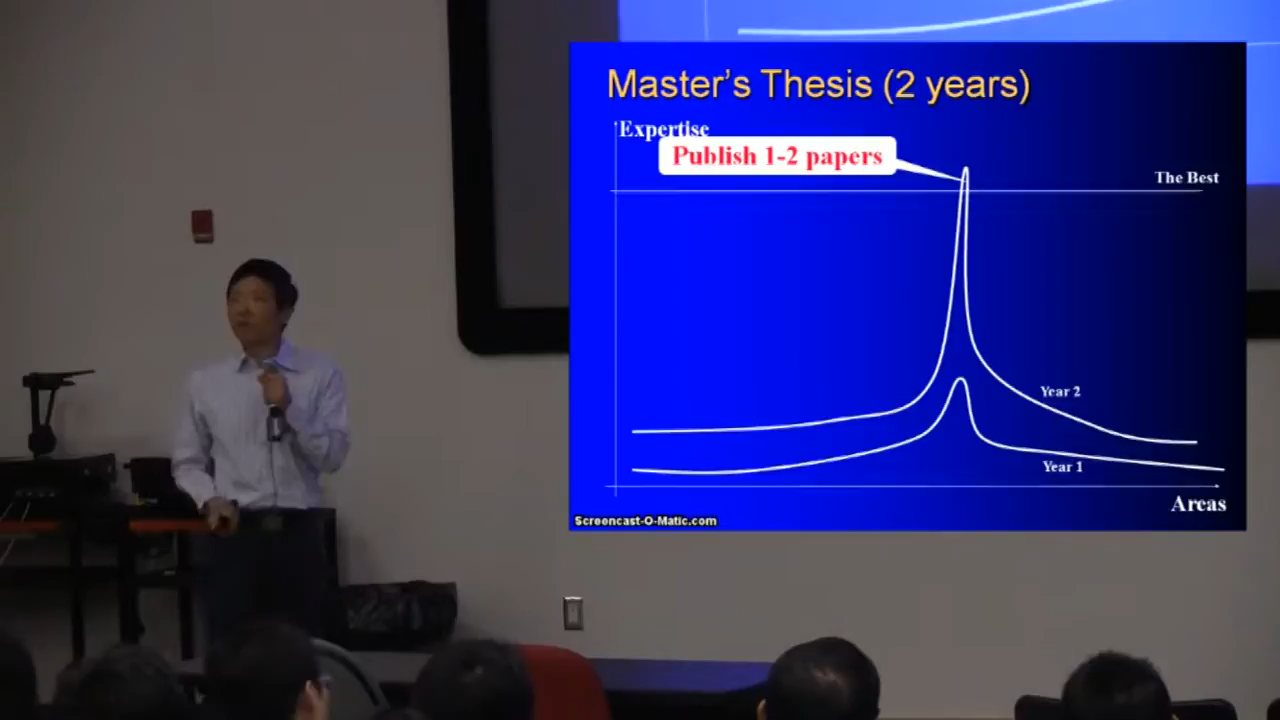 Master's Thesis (2 years)
Expertise
Publish 1-2 papers
The Best
Year 2
Year 1
Areas
Screencast-O-Matic.com